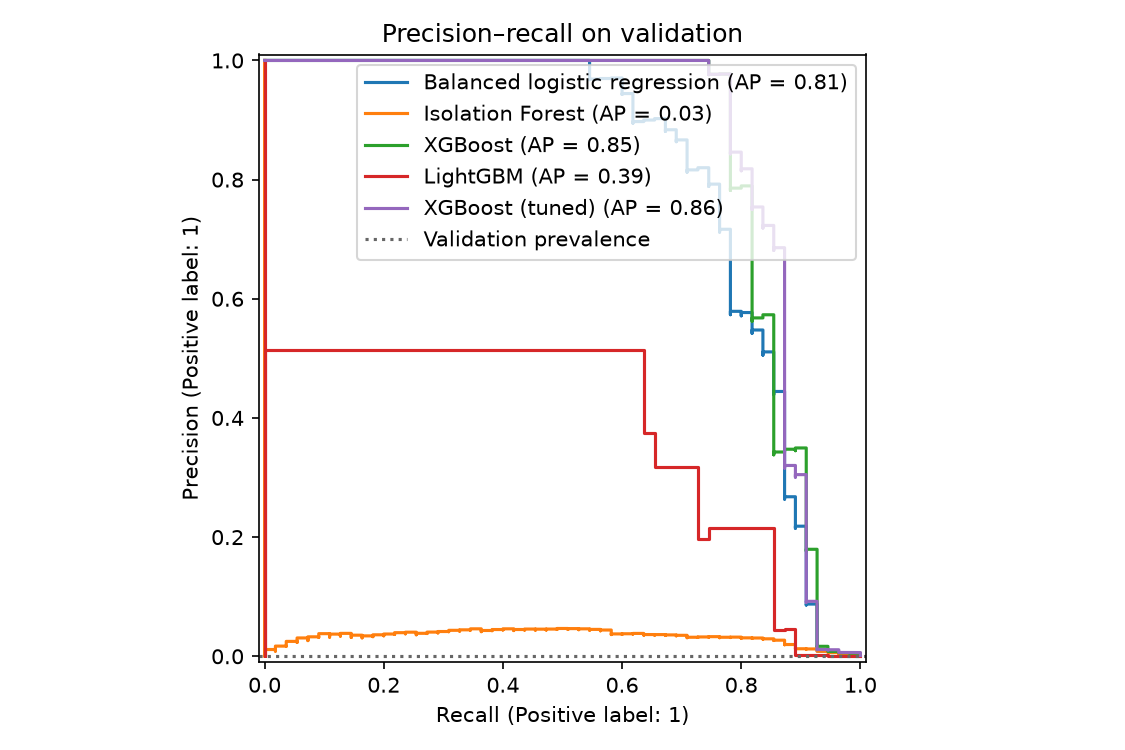 Precision–recall on validation
Balanced logistic regression (AP = 0.81)
Isolation Forest (AP = 0.03)
XGBoost (AP = 0.85)
LightGBM (AP = 0.39)
XGBoost (tuned) (AP = 0.86)
Validation prevalence
Precision (Positive label: 1)
1.0
0.8
0.6
0.4
0.2
0.0
0.0 0.2 0.4 0.6 0.8 1.0
Recall (Positive label: 1)